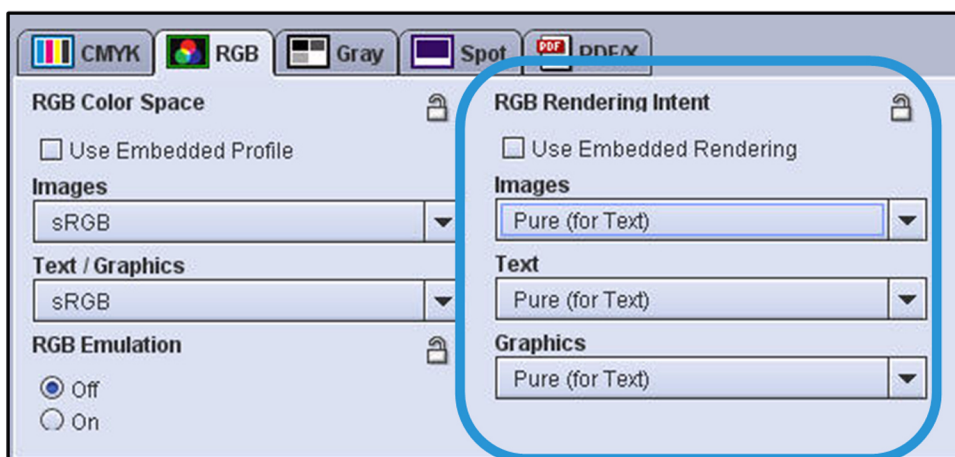 CMYK
RGB
Gray
Spot
PDF
PDF/X
RGB Color Space
Use Embedded Profile
Images
sRGB
Text / Graphics
sRGB
RGB Emulation
Off
On
RGB Rendering Intent
Use Embedded Rendering
Images
Pure (for Text)
Text
Pure (for Text)
Graphics
Pure (for Text)